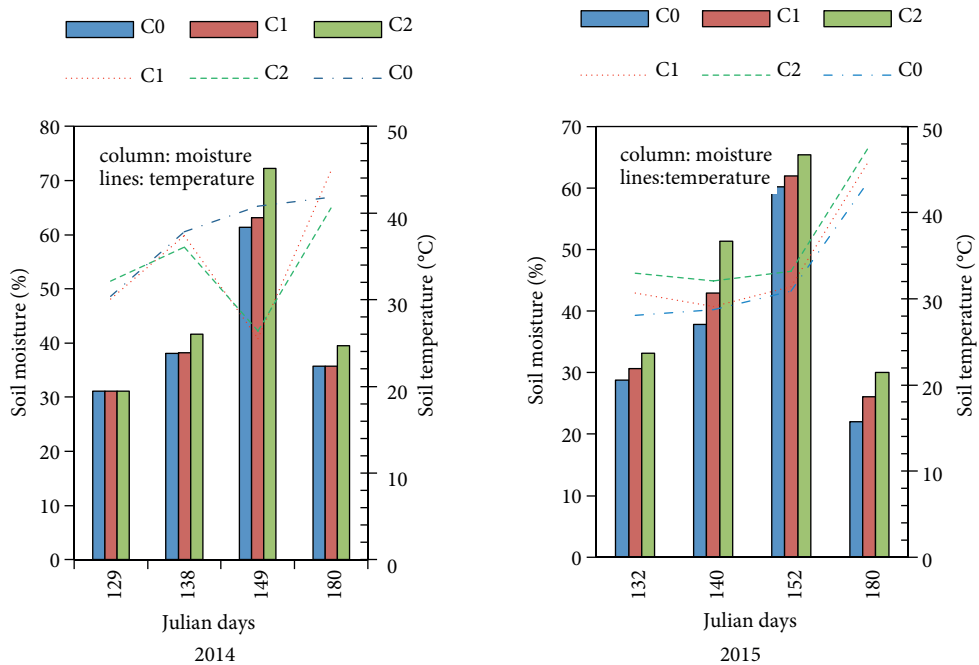 C0 C1 C2
C1 C2 C0
column: moisture
lines: temperature
Soil moisture (%)
80
70
60
50
40
30
20
10
0
Soil temperature (°C)
50
40
30
20
10
0
129 138 149 180
Julian days
2014
C0 C1 C2
C1 C2 C0
column: moisture
lines:temperature
Soil moisture (%)
70
60
50
40
30
20
10
0
Soil temperature (°C)
50
40
30
20
10
0
132 140 152 180
Julian days
2015